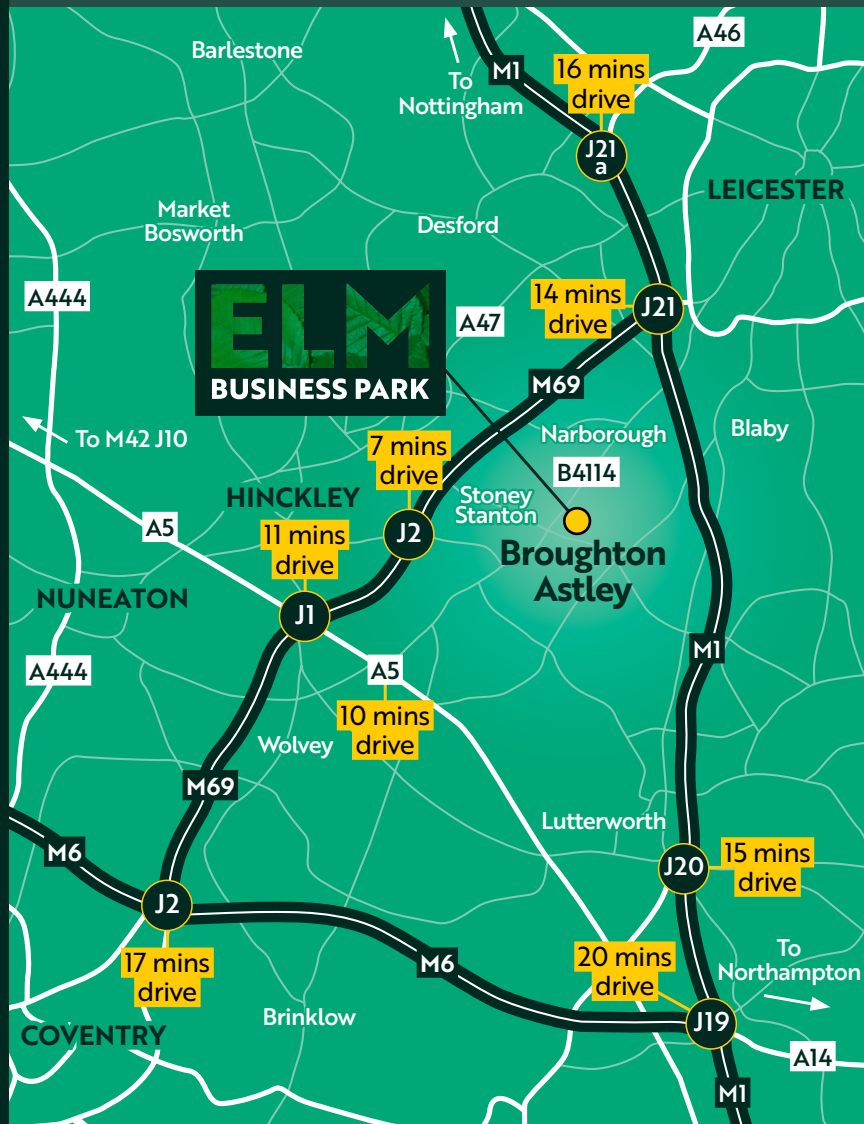 A46
Barlestone
M1
16 mins
drive
To
Nottingham
J21
a
LEICESTER
Market
Bosworth
Desford
A444
ELM
BUSINESS PARK
14 mins
drive
J21
A47
M69
To M42 J10
7 mins
drive
Narborough
Blaby
B4114
HINCKLEY
Stoney
Stanton
A5
11 mins
drive
J2
Broughton
Astley
NUNEATON
J1
M1
A444
A5
10 mins
drive
Wolvey
M69
Lutterworth
M6
J20
15 mins
drive
J2
17 mins
drive
M6
20 mins
drive
To
Northampton
Brinklow
J19
COVENTRY
A14
M1